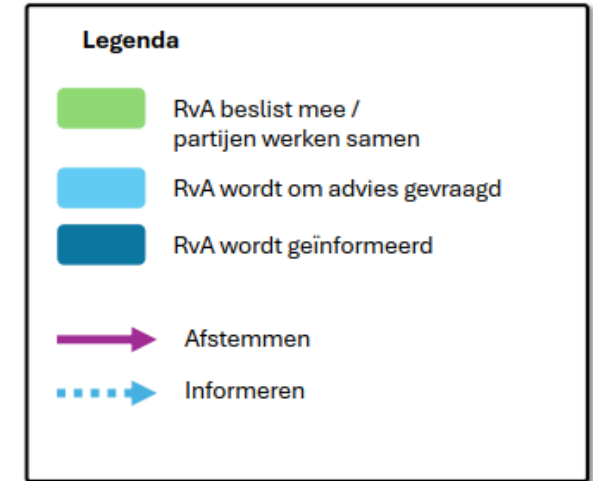 Legenda
RvA beslist mee /
partijen werken samen
RvA wordt om advies gevraagd
RvA wordt geïnformeerd
Afstemmen
Informeren